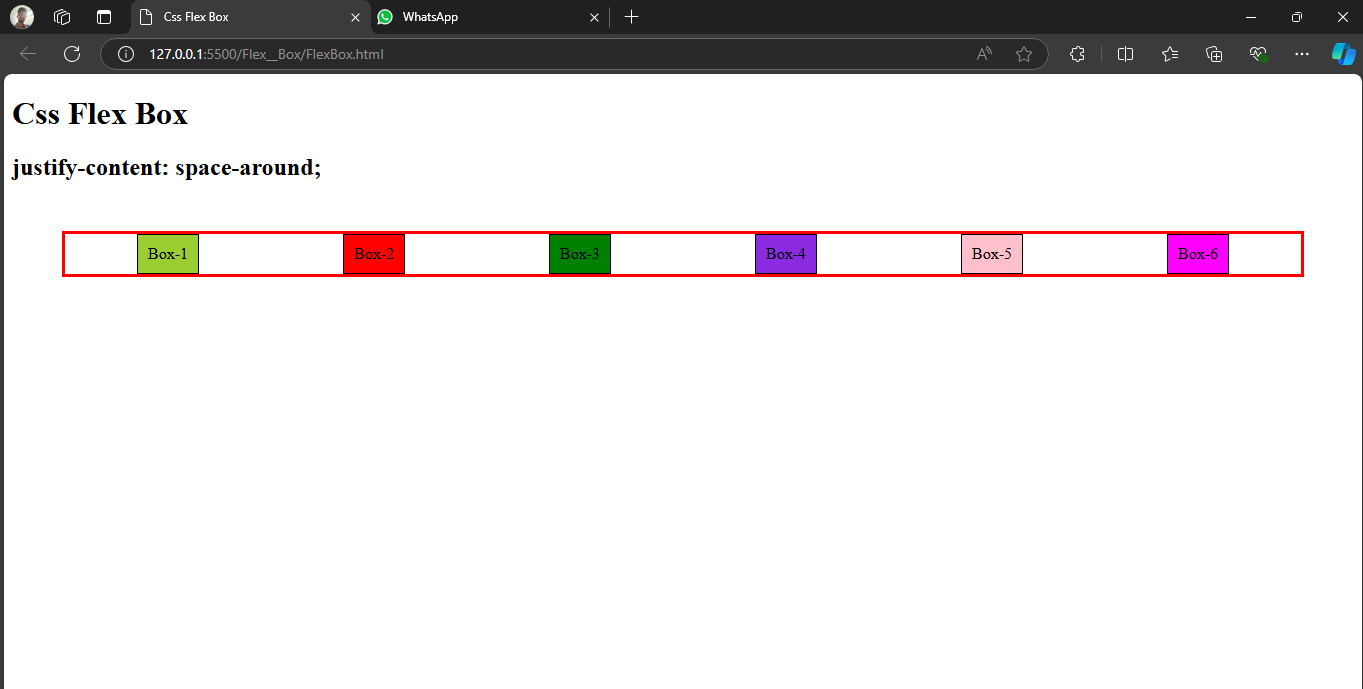 Css Flex Box
WhatsApp
127.0.0.1:5500/Flex__Box/FlexBox.html
Css Flex Box
justify-content: space-around;
Box-1 Box-2 Box-3 Box-4 Box-5 Box-6